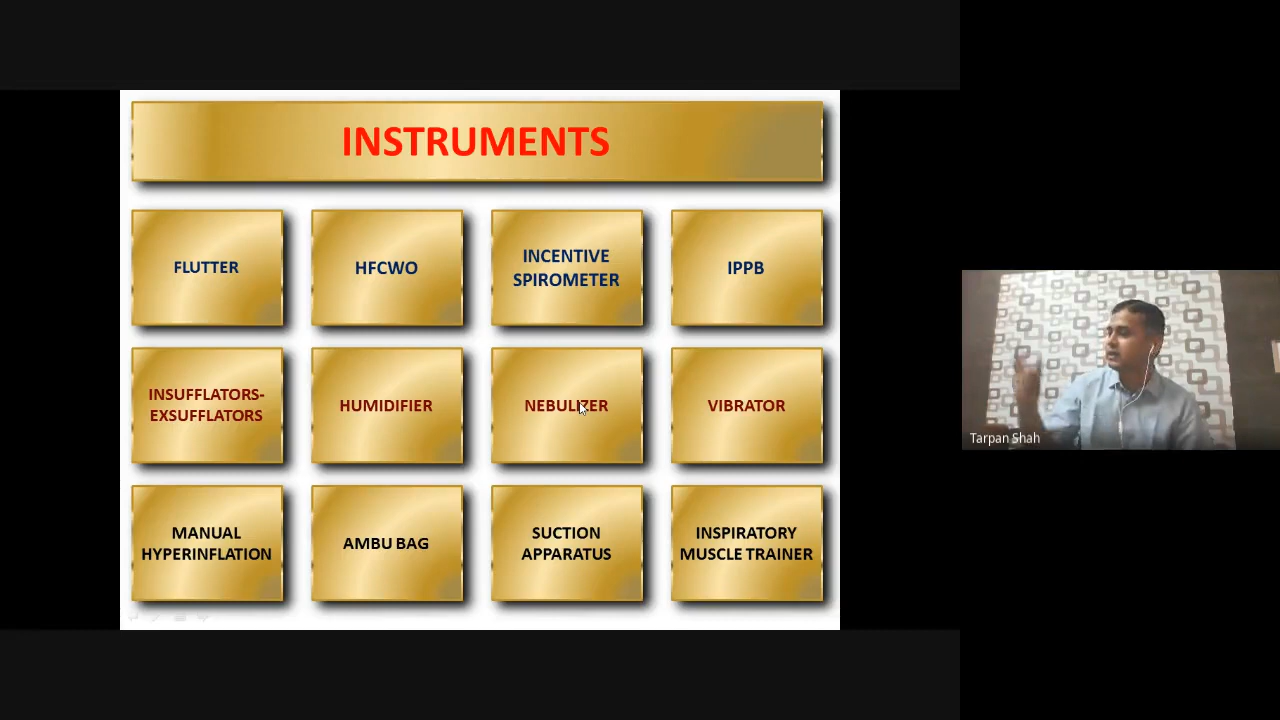 INSTRUMENTS
FLUTTER
HFCWO
INCENTIVE
SPIROMETER
IPPB
INSUFFLATORS-
EXSUFFLATORS
HUMIDIFIER
NEBULIZER
VIBRATOR
MANUAL
HYPERINFLATION
AMBU BAG
SUCTION
APPARATUS
INSPIRATORY
MUSCLE TRAINER
Tarpan Shah